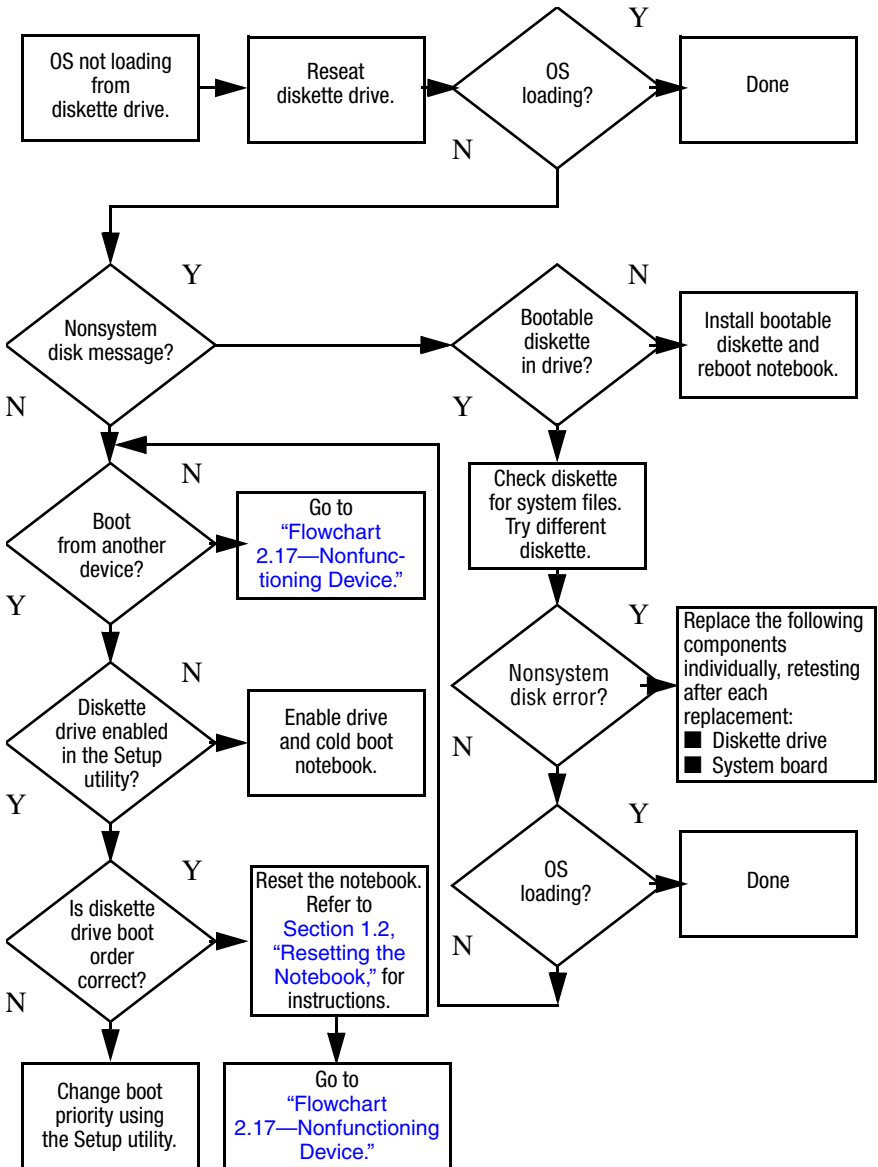 Y
OS not loading
from
diskette drive.
Reseat
diskette drive.
OS
loading?
Done
N
Y
Nonsystem
disk message?
N
N
Bootable
diskette
in drive?
Install bootable
diskette and
reboot notebook.
Y
N
Boot
from another
device?
Go to
“Flowchart
2.17—Nonfunc-
tioning Device.”
Y
Check diskette
for system files.
Try different
diskette.
Y
Nonsystem
disk error?
Replace the following
components
individually, retesting
after each
replacement:
■ Diskette drive
■ System board
N
N
Diskette
drive enabled
in the Setup
utility?
Enable drive
and cold boot
notebook.
Y
Y
OS
loading?
Done
N
Y
Is diskette
drive boot
order
correct?
Reset the notebook.
Refer to
Section 1.2,
“Resetting the
Notebook,” for
instructions.
N
Change boot
priority using
the Setup utility.
Go to
“Flowchart
2.17—Nonfunctioning
Device.”